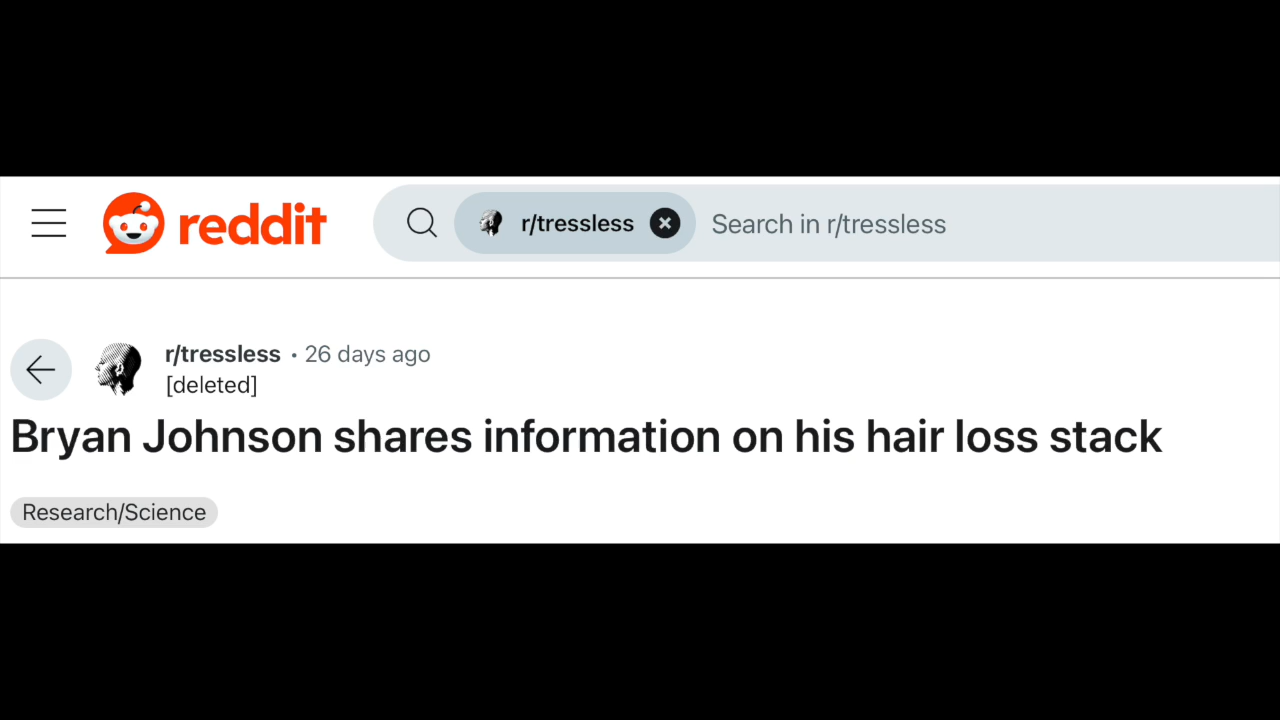 reddit r/tressless Search in r/tressless
r/tressless • 26 days ago
[deleted]
Bryan Johnson shares information on his hair loss stack
Research/Science